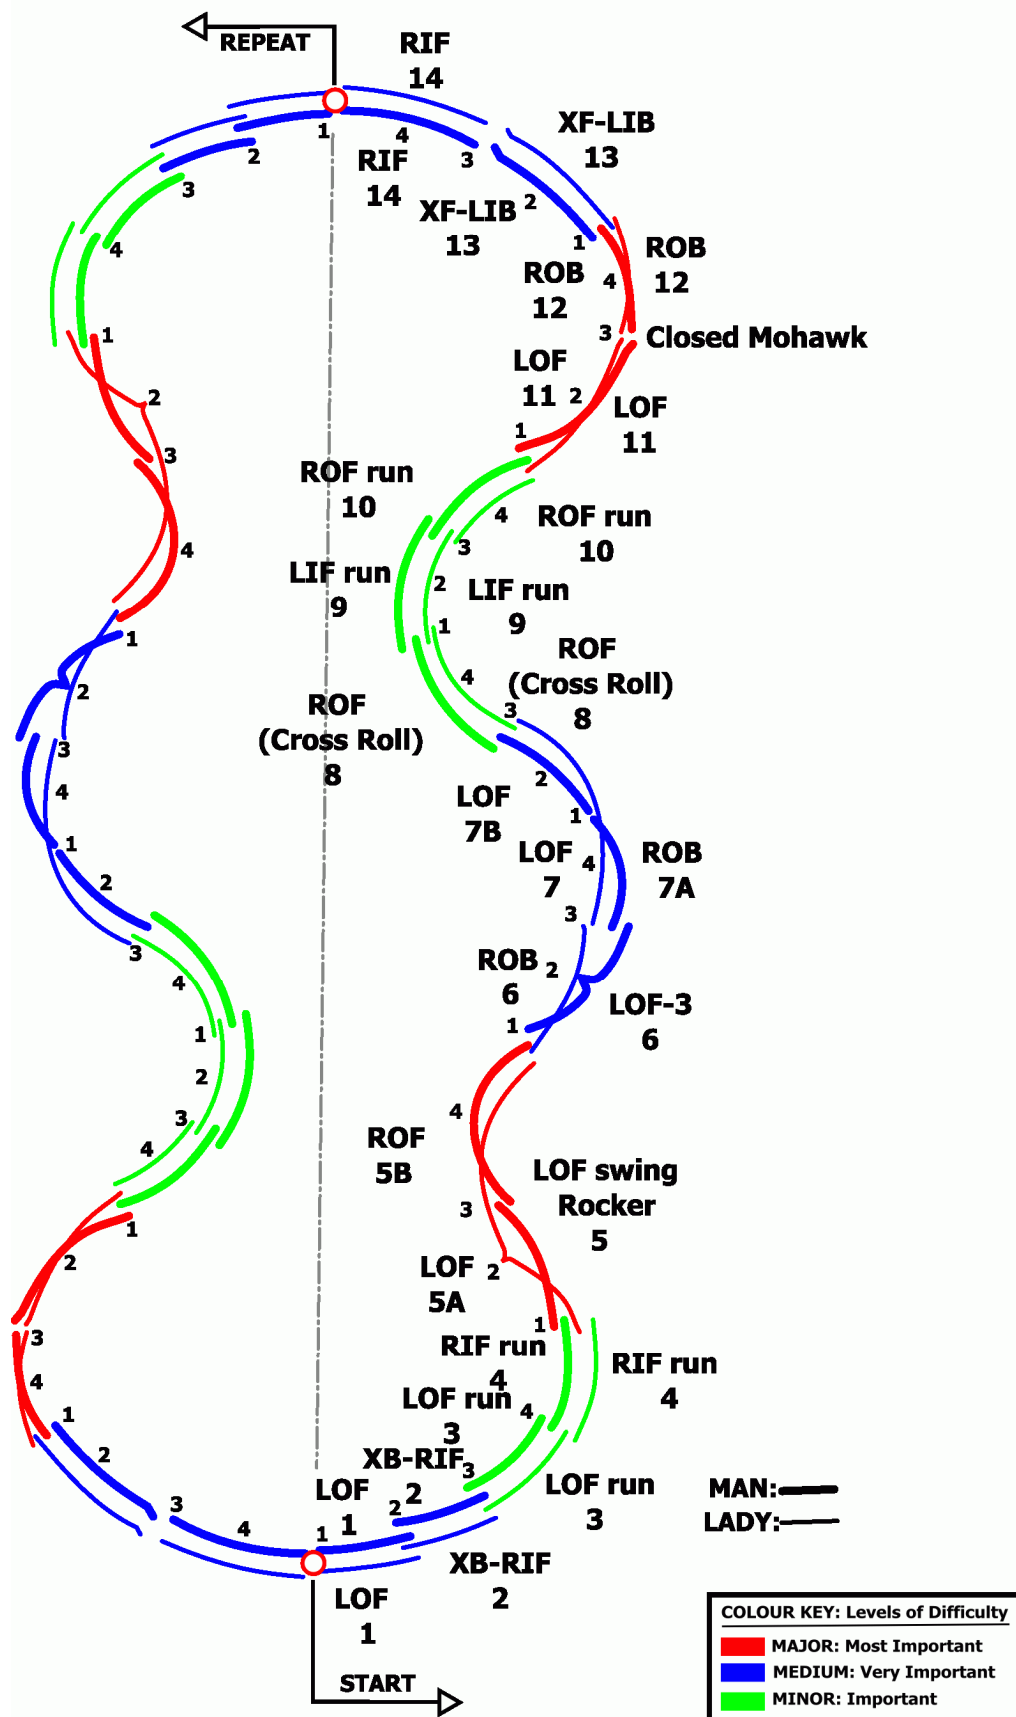 REPEAT
RIF
14
XF-LIB
13
1
4
3
2
RIF
14
2
XF-LIB
13
3
1
4
ROB
12
ROB
12
4
1
3
Closed Mohawk
LOF
11
2
2
LOF
11
1
3
ROF run
10
4
ROF run
10
3
4
LIF run
9
2
LIF run
9
1
1
ROF
(Cross Roll)
8
4
2
3
ROF
(Cross Roll)
8
3
2
4
LOF
7B
1
1
LOF
7
4
ROB
7A
2
3
3
ROB
6
2
4
LOF-3
6
1
1
2
4
3
ROF
5B
4
LOF swing
Rocker
5
3
1
2
LOF
5A
2
1
3
RIF run
4
RIF run
4
4
LOF run
3
4
1
2
XB-RIF
2
3
LOF run
3
LOF
1
2
3
4
1
MAN:
LADY:
XB-RIF
2
LOF
1
START
COLOUR KEY: Levels of Difficulty
MAJOR: Most Important
MEDIUM: Very Important
MINOR: Important